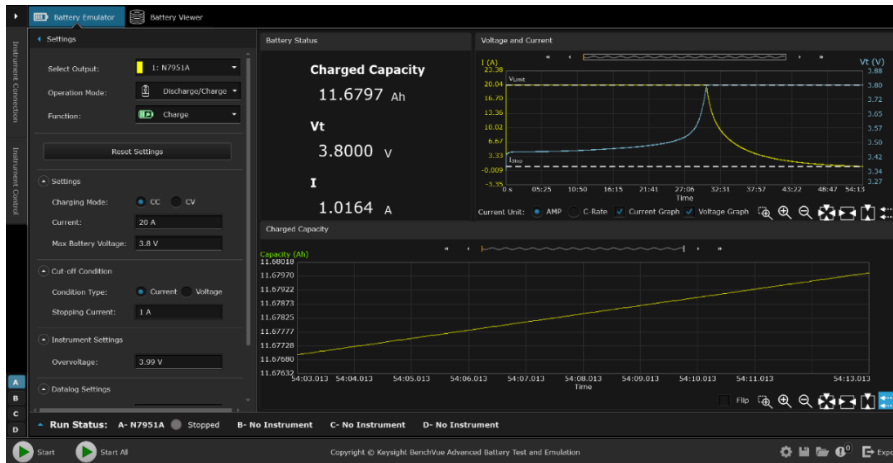 Battery Emulator
Battery Viewer
Instrument Connection
Instrument Control
Settings
Select Output: 1: N7951A
Operation Mode: Discharge/Charge
Function: Charge
Reset Settings
Settings
Charging Mode: CC CV
Current: 20 A
Max Battery Voltage: 3.8 V
Cut-off Condition
Condition Type: Current Voltage
Stopping Current: 1 A
Instrument Settings
Overvoltage: 3.99 V
Datalog Settings
A
B
C
D
Battery Status
Charged Capacity
11.6797 Ah
Vt
3.8000 V
I
1.0164 A
Voltage and Current
I (A) Vt (V)
23.38 3.88
20.04 VLimit 3.80
16.70 3.72
13.36 3.65
10.02 3.57
6.67 3.50
3.33 IStop 3.42
-0.009 3.34
-3.35 3.27
0 s 05:25 10:50 16:15 21:41 27:06 32:31 37:57 43:22 48:47 54:13
Time
Current Unit: AMP C-Rate Current Graph Voltage Graph
Charged Capacity
Capacity (Ah)
11.68018
11.67970
11.67922
11.67873
11.67825
11.67777
11.67728
11.67680
11.67632
54:03.013 54:04.013 54:05.013 54:06.013 54:07.013 54:08.013 54:09.013 54:10.013 54:11.013 54:13.013
Time
Flip
Run Status: A- N7951A Stopped B- No Instrument C- No Instrument D- No Instrument
Start
Start All
Copyright © Keysight BenchVue Advanced Battery Test and Emulation
0